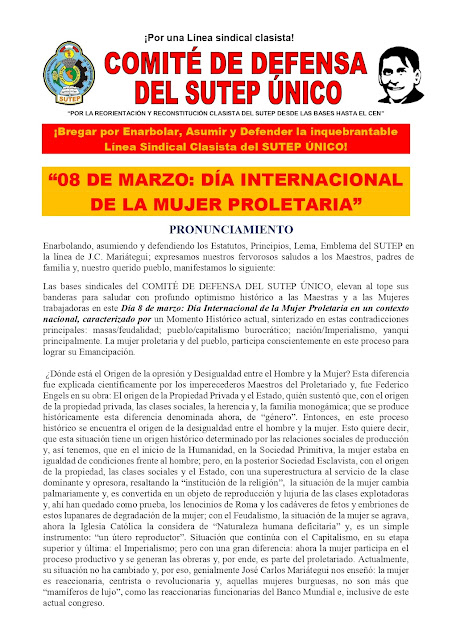 ¡Por una Línea sindical clasista!
COMITÉ DE DEFENSA
DEL SUTEP ÚNICO
SUTEP
“POR LA REORIENTACIÓN Y RECONSTITUCIÓN CLASISTA DEL SUTEP DESDE LAS BASES HASTA EL CEN”
¡Bregar por Enarbolar, Asumir y Defender la inquebrantable
Línea Sindical Clasista del SUTEP ÚNICO!
“08 DE MARZO: DÍA INTERNACIONAL
DE LA MUJER PROLETARIA”
PRONUNCIAMIENTO
Enarbolando, asumiendo y defendiendo los Estatutos, Principios, Lema, Emblema del SUTEP en
la línea de J.C. Mariátegui; expresamos nuestros fervorosos saludos a los Maestros, padres de
familia y, nuestro querido pueblo, manifestamos lo siguiente:
Las bases sindicales del COMITÉ DE DEFENSA DEL SUTEP ÚNICO, elevan al tope sus
banderas para saludar con profundo optimismo histórico a las Maestras y a las Mujeres
trabajadoras en este Día 8 de marzo: Día Internacional de la Mujer Proletaria en un contexto
nacional, caracterizado por un Momento Histórico actual, sinterizado en estas contradicciones
principales: masas/feudalidad; pueblo/capitalismo burocrático; nación/Imperialismo, yanqui
principalmente. La mujer proletaria y del pueblo, participa conscientemente en este proceso para
lograr su Emancipación.
¿Dónde está el Origen de la opresión y Desigualdad entre el Hombre y la Mujer? Esta diferencia
fue explicada científicamente por los imperecederos Maestros del Proletariado y, fue Federico
Engels en su obra: El origen de la Propiedad Privada y el Estado, quién sustentó que, con el origen
de la propiedad privada, las clases sociales, la herencia y, la familia monogámica; que se produce
históricamente esta diferencia denominada ahora, de “género”. Entonces, en este proceso
histórico se encuentra el origen de la desigualdad entre el hombre y la mujer. Esto quiere decir,
que esta situación tiene un origen histórico determinado por las relaciones sociales de producción
y, así tenemos, que en el inicio de la Humanidad, en la Sociedad Primitiva, la mujer estaba en
igualdad de condiciones frente al hombre; pero, en la posterior Sociedad Esclavista, con el origen
de la propiedad, las clases sociales y el Estado, con una superestructura al servicio de la clase
dominante y opresora, resaltando la “institución de la religión”, la situación de la mujer cambia
palmariamente y, es convertida en un objeto de reproducción y lujuria de las clases explotadoras
y, ahí han quedado como prueba, los lenocinios de Roma y los cadáveres de fetos y embriones de
estos lupanares de degradación de la mujer; con el Feudalismo, la situación de la mujer se agrava,
ahora la Iglesia Católica la considera de “Naturaleza humana deficitaria” y, es un simple
instrumento: “un útero reproductor”. Situación que continúa con el Capitalismo, en su etapa
superior y última: el Imperialismo; pero con una gran diferencia: ahora la mujer participa en el
proceso productivo y se generan las obreras y, por ende, es parte del proletariado. Actualmente,
su situación no ha cambiado y, por eso, genialmente José Carlos Mariátegui nos enseñó: la mujer
es reaccionaria, centrista o revolucionaria y, aquellas mujeres burguesas, no son más que
“mamíferos de lujo”, como las reaccionarias funcionarias del Banco Mundial e, inclusive de este
actual congreso.